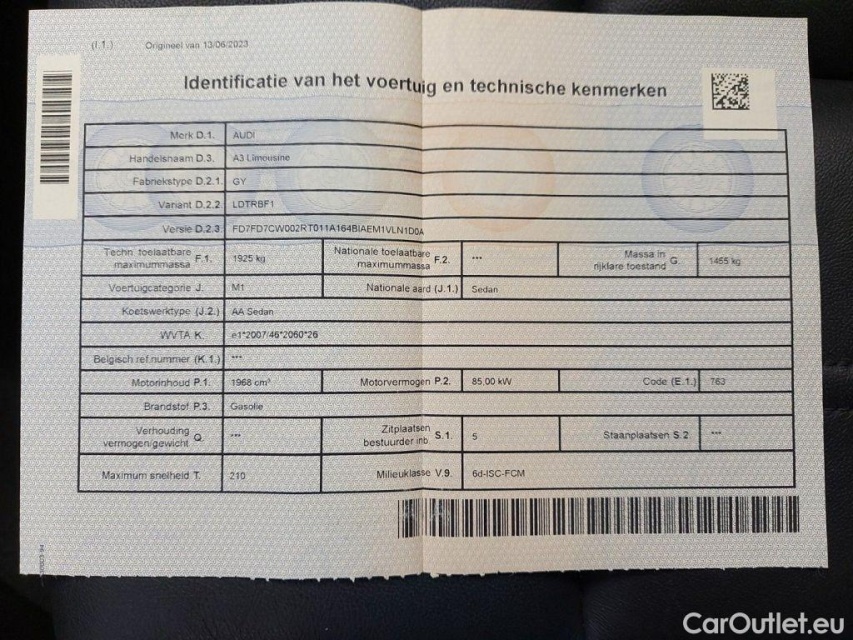 (I.1.) Origineel van 13/06/2023
Identificatie van het voertuig en technische kenmerken
Merk D.1. AUDI
Handelsnaam D.3. A3 Limousine
Fabriekstype D.2.1. GY
Variant D.2.2 LDTRBF1
Versie D.2.3. FD7FD7CW002RT011A164BIAEM1VLN1D0A
Techn. toelaatbare
maximummassa F.1. 1925 kg
Nationale toelaatbare
maximummassa F.2. ***
Massa in
rijklare toestand G. 1455 kg
Voertuigcategorie J. M1 Nationale aard (J.1.) Sedan
Koetswerktype (J.2.) AA Sedan
WVTA K. e1*2007/46*2060*26
Belgisch ref.nummer (K.1.) ***
Motorinhoud P.1. 1968 cm³ Motorvermogen P.2. 85,00 kW Code (E.1.) 763
Brandstof P.3. Gasolie
Verhouding
vermogen/gewicht Q. ***
Zitplaatsen
bestuurder inb. S.1. 5
Staanplaatsen S.2. ***
Maximum snelheid T. 210 Milieuklasse V.9. 6d-ISC-FCM
CarOutlet.eu